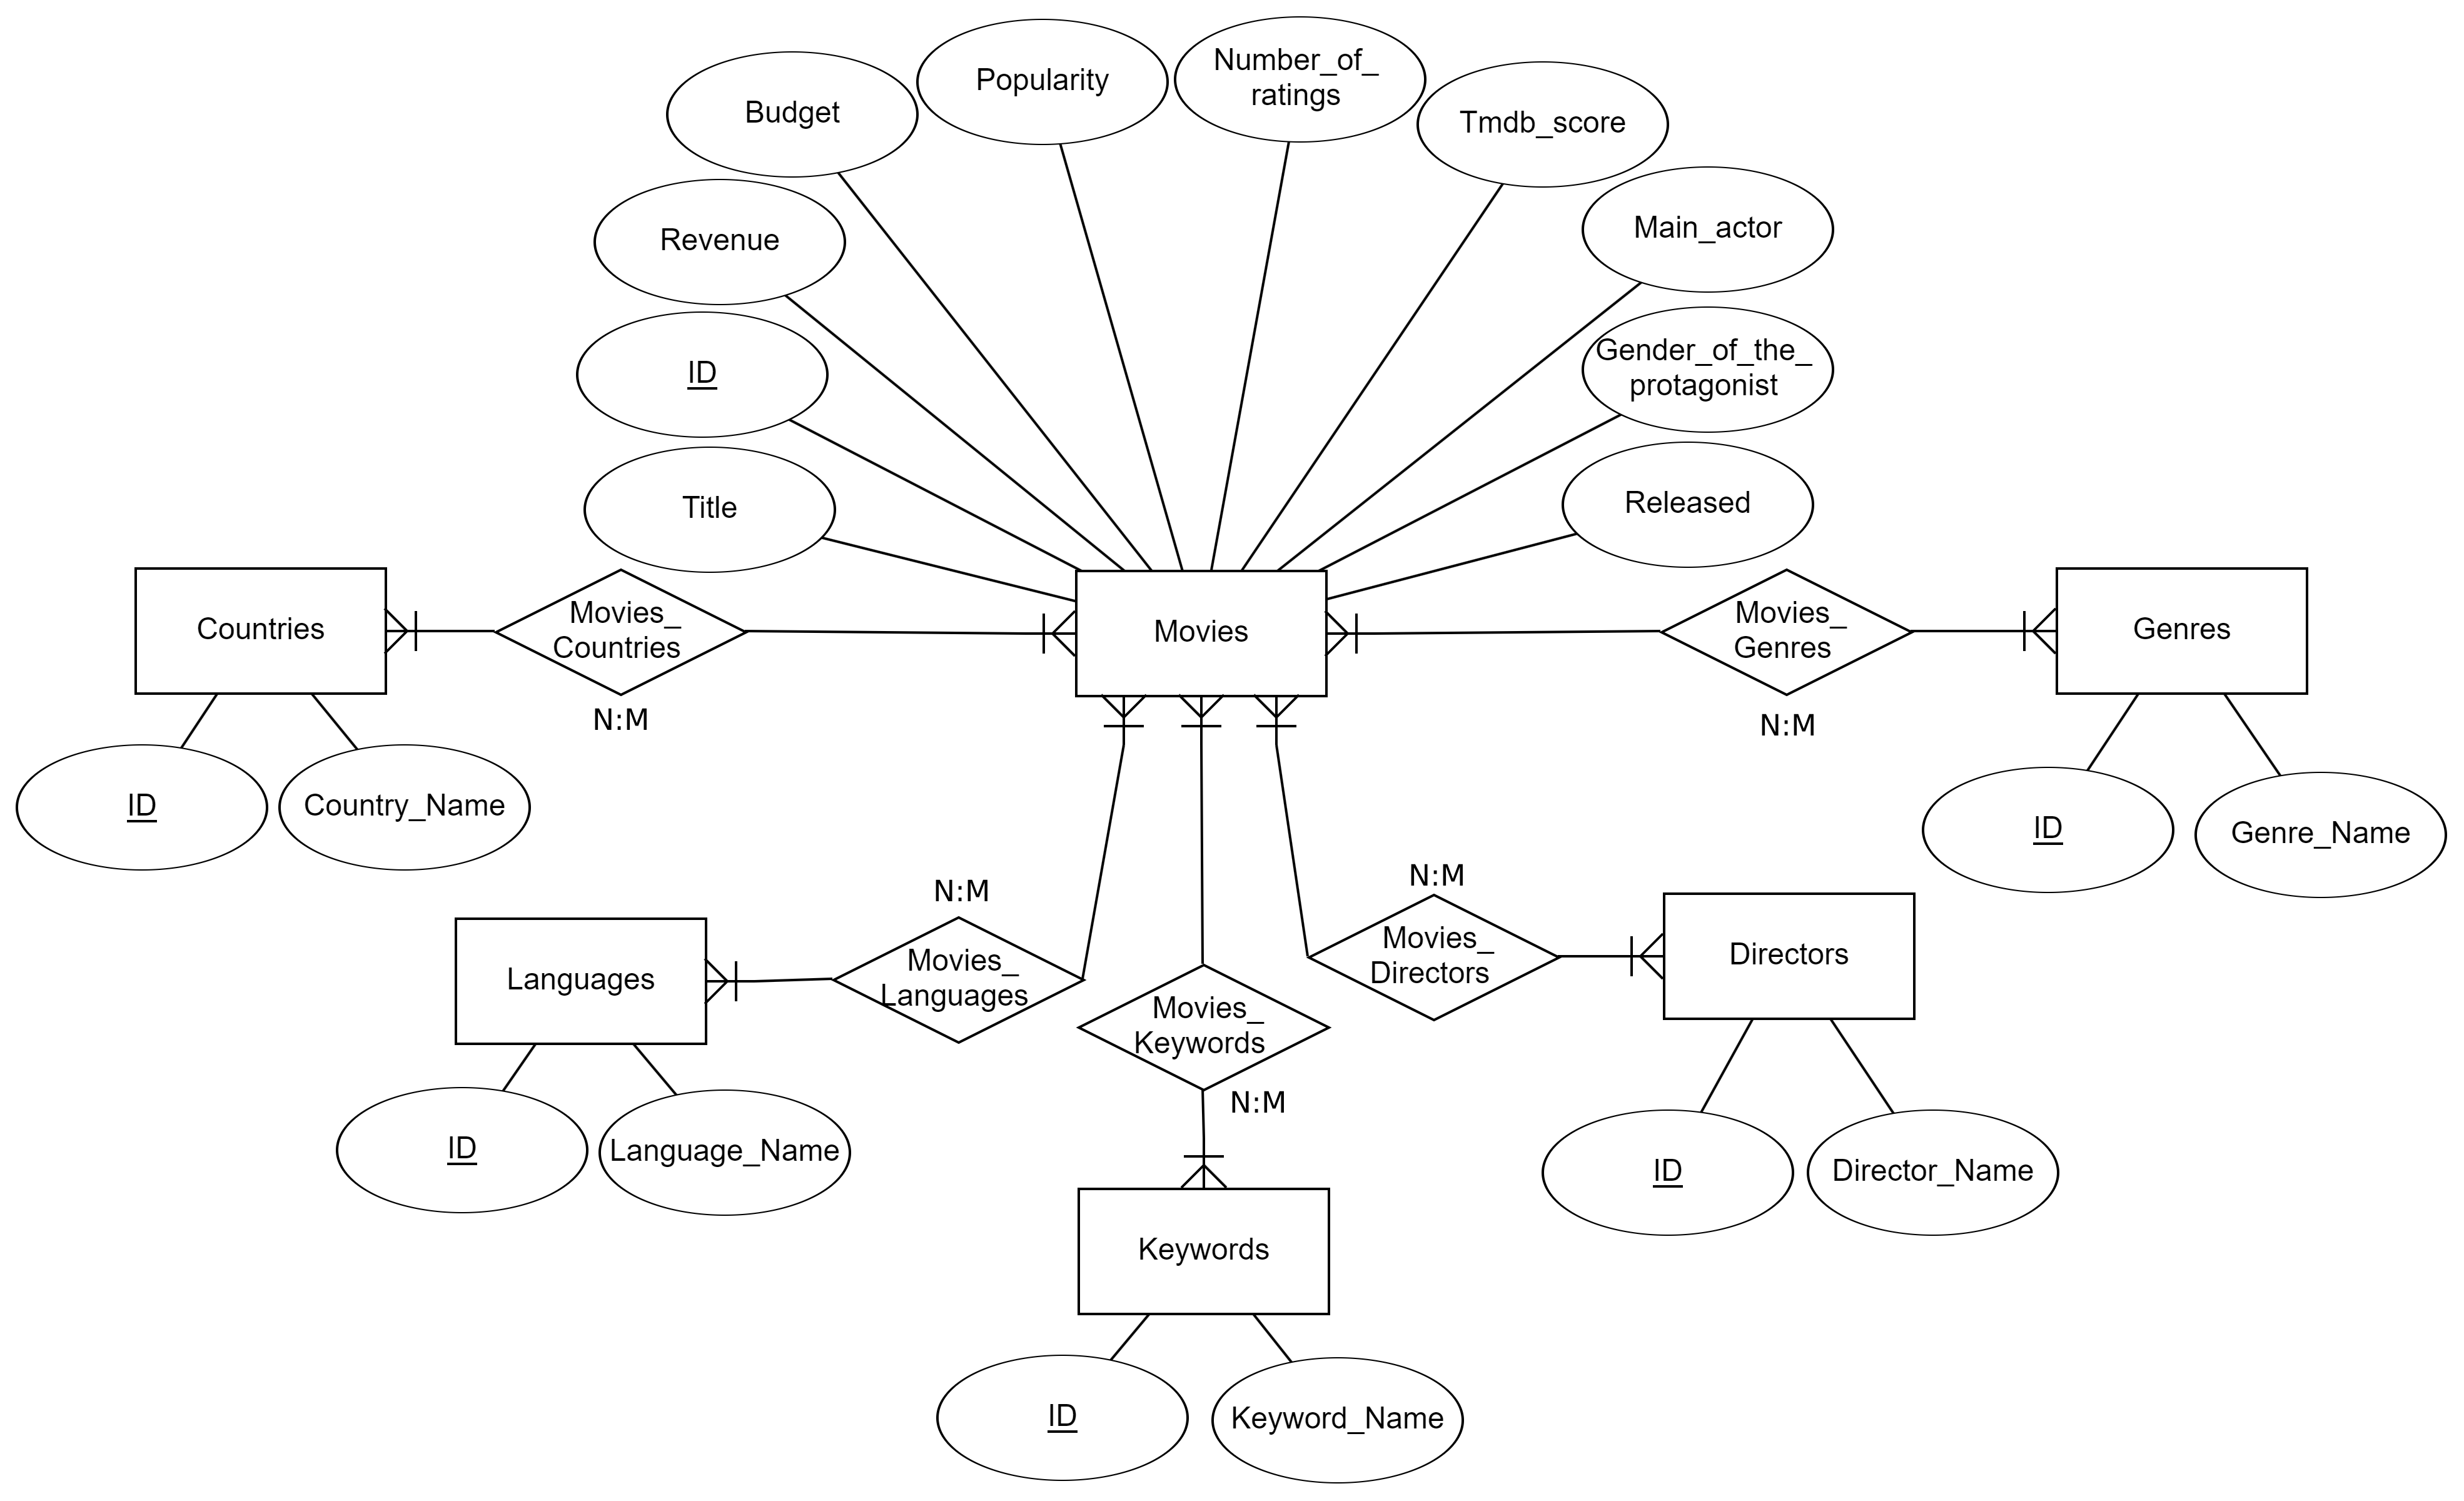 Number_of_
ratings
Popularity
Budget
Tmdb_score
Main_actor
Revenue
Gender_of_the_
protagonist
ID
Released
Title
Countries
Movies_
Countries
N:M
Movies
Movies_
Genres
N:M
Genres
ID
Country_Name
ID
Genre_Name
N:M
N:M
Languages
Movies_
Languages
Movies_
Keywords
N:M
Movies_
Directors
Directors
ID
Language_Name
ID
Director_Name
Keywords
ID
Keyword_Name